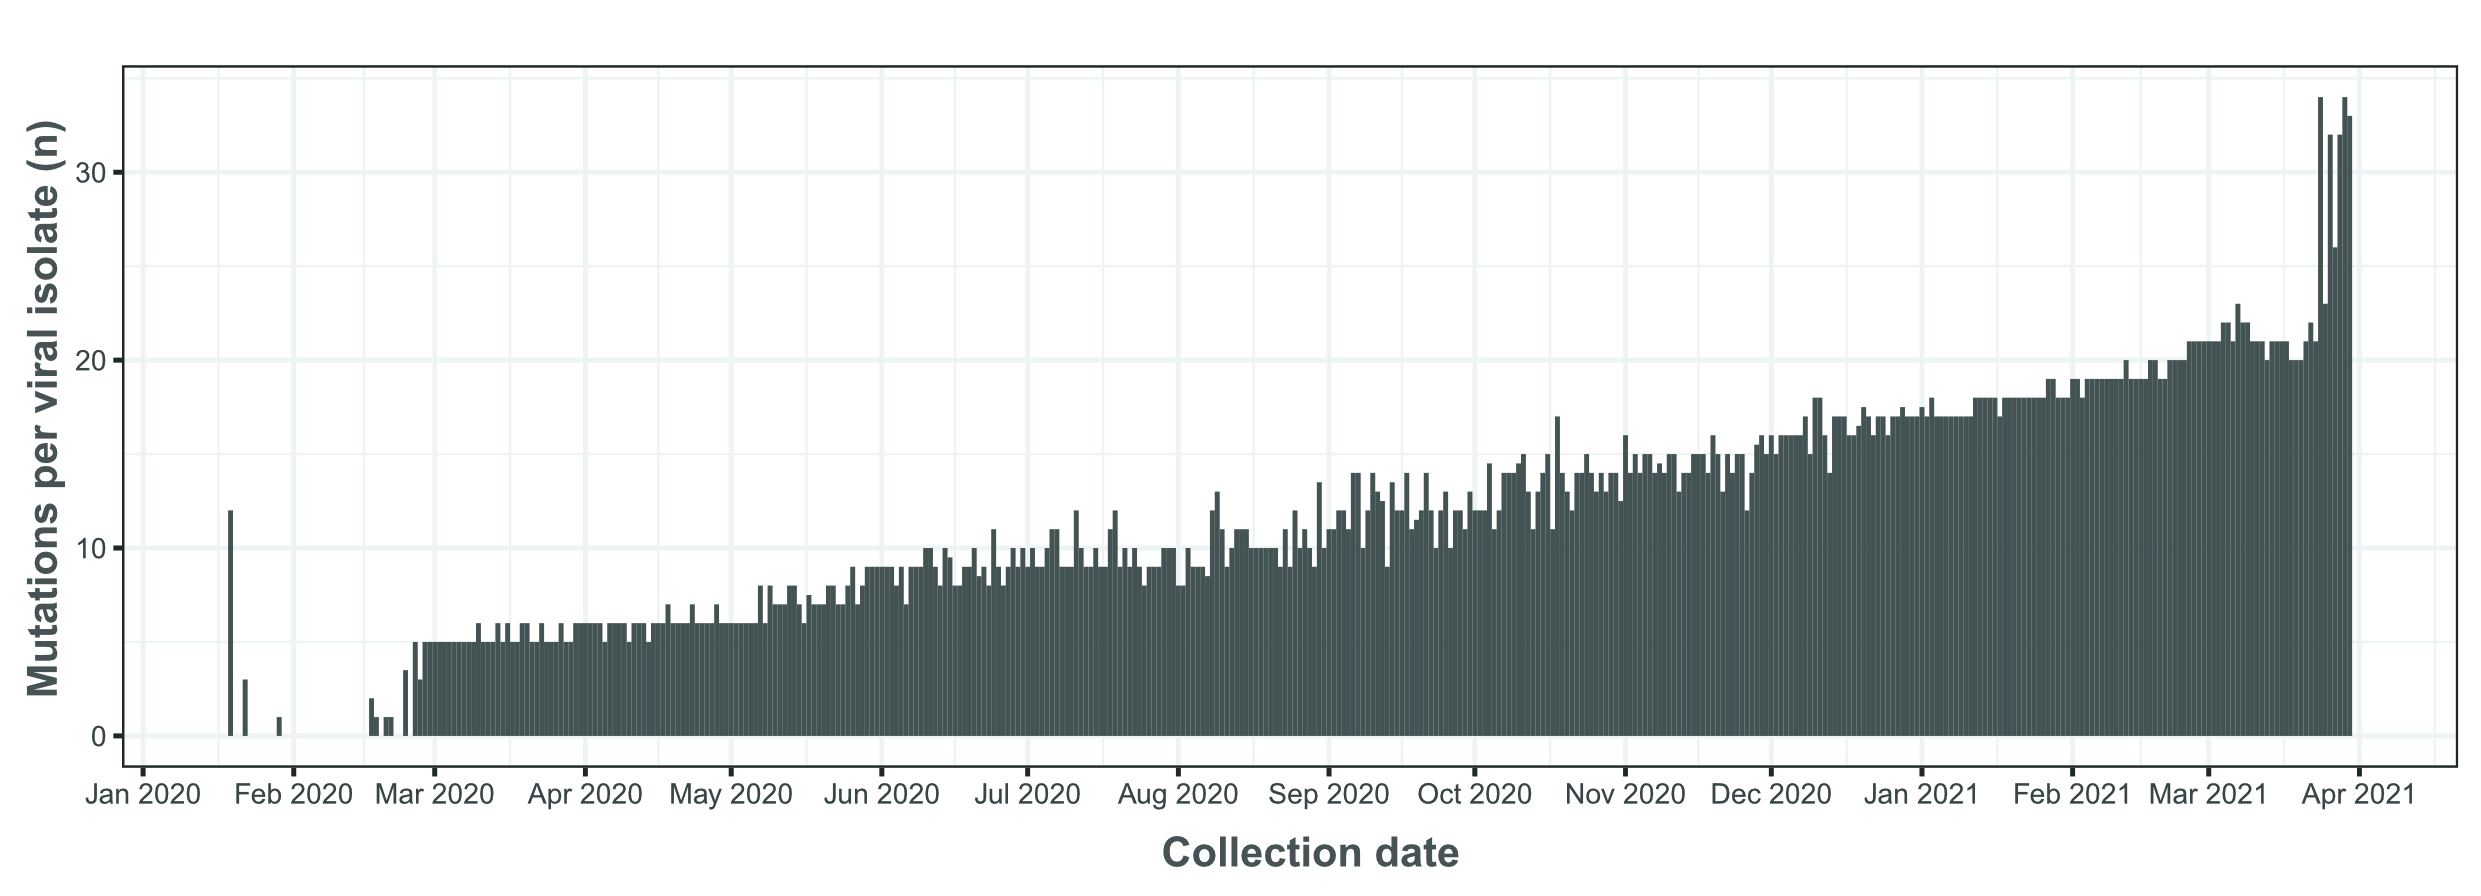 Mutations per viral isolate (n)
30
20
10
0
Jan 2020 Feb 2020 Mar 2020 Apr 2020 May 2020 Jun 2020 Jul 2020 Aug 2020 Sep 2020 Oct 2020 Nov 2020 Dec 2020 Jan 2021 Feb 2021 Mar 2021 Apr 2021
Collection date